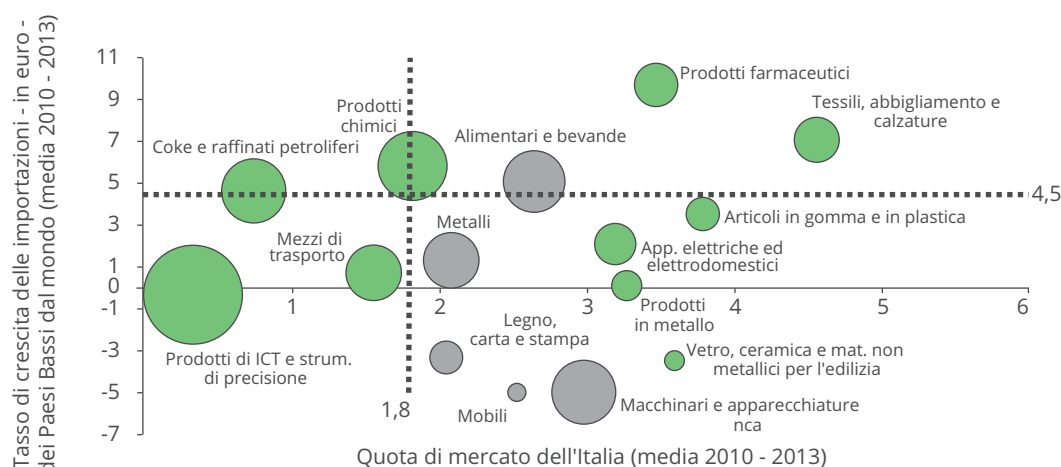 Tasso di crescita delle importazioni - in euro -
dei Paesi Bassi dal mondo (media 2010 - 2013)
11
9
7
5
3
1
0
-1
-3
-5
-7
Prodotti farmaceutici
Tessili, abbigliamento e
calzature
Prodotti
chimici
Alimentari e bevande
Coke e raffinati petroliferi
4,5
Metalli
Articoli in gomma e in plastica
Mezzi di
trasporto
App. elettriche ed
elettrodomestici
1
2
3
4
5
6
Prodotti
in metallo
Legno,
carta e stampa
Prodotti di ICT e strum.
di precisione
Vetro, ceramica e mat. non
metallici per l'edilizia
1,8
Mobili
Macchinari e apparecchiature
nca
Quota di mercato dell'Italia (media 2010 - 2013)